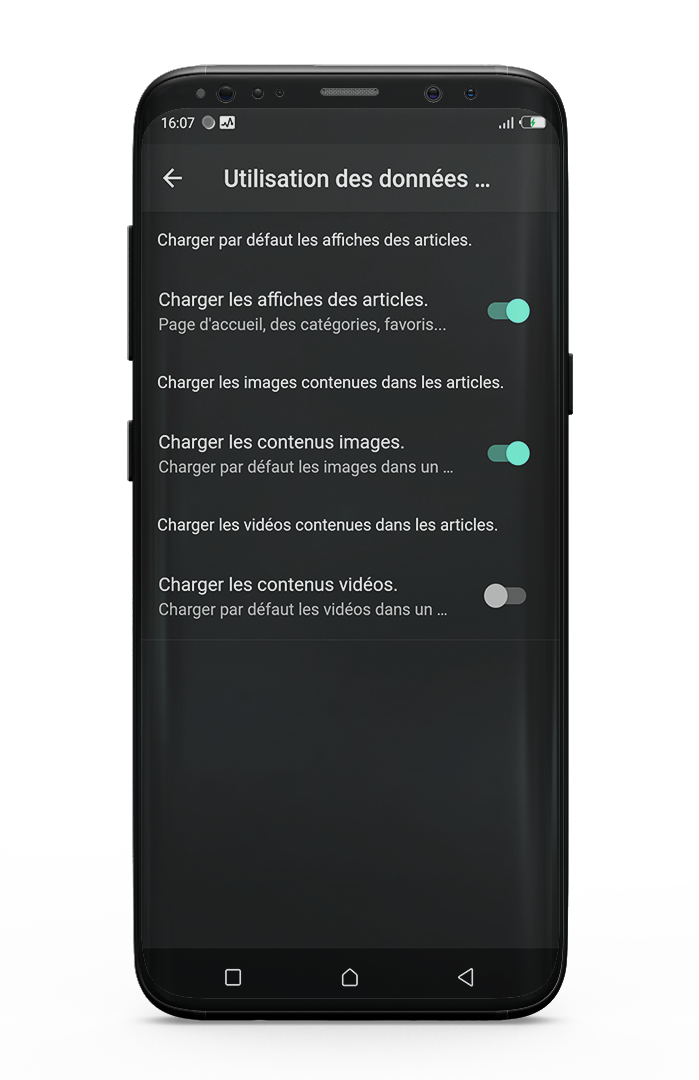 16:07
Utilisation des données ...
Charger par défaut les affiches des articles.
Charger les affiches des articles.
Page d'accueil, des catégories, favoris...
Charger les images contenues dans les articles.
Charger les contenus images.
Charger par défaut les images dans un ...
Charger les vidéos contenues dans les articles.
Charger les contenus vidéos.
Charger par défaut les vidéos dans un ...